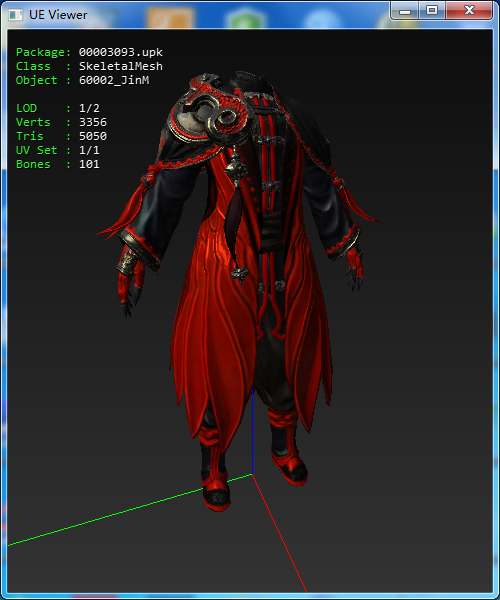 UE Viewer
Package: 00003093.upk
Class : SkeletalMesh
Object : 60002_JinM
LOD : 1/2
Verts : 3356
Tris : 5050
UV Set : 1/1
Bones : 101